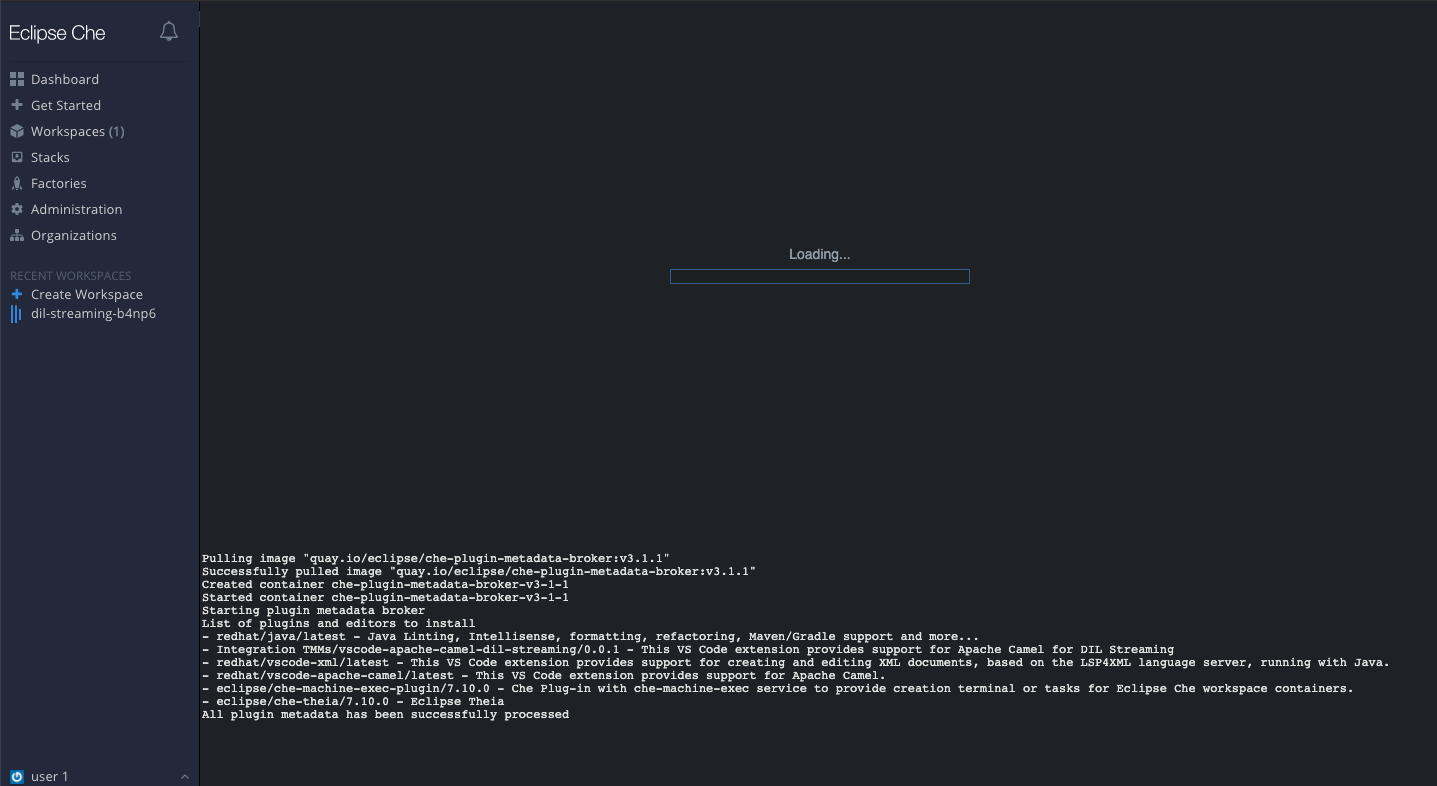 Eclipse Che
Dashboard
Get Started
Workspaces (1)
Stacks
Factories
Administration
Organizations
RECENT WORKSPACES
Create Workspace
dil-streaming-b4np6
user 1
Loading...
Pulling image "quay.io/eclipse/che-plugin-metadata-broker:v3.1.1"
Successfully pulled image "quay.io/eclipse/che-plugin-metadata-broker:v3.1.1"
Created container che-plugin-metadata-broker-v3-1-1
Started container che-plugin-metadata-broker-v3-1-1
Starting plugin metadata broker
List of plugins and editors to install
- redhat/java/latest - Java Linting, Intellisense, formatting, refactoring, Maven/Gradle support and more...
- Integration TMMs/vscode-apache-camel-dil-streaming/0.0.1 - This VS Code extension provides support for Apache Camel for DIL Streaming
- redhat/vscode-xml/latest - This VS Code extension provides support for creating and editing XML documents, based on the LSP4XML language server, running with Java.
- redhat/vscode-apache-camel/latest - This VS Code extension provides support for Apache Camel.
- eclipse/che-machine-exec-plugin/7.10.0 - Che Plug-in with che-machine-exec service to provide creation terminal or tasks for Eclipse Che workspace containers.
- eclipse/che-theia/7.10.0 - Eclipse Theia
All plugin metadata has been successfully processed